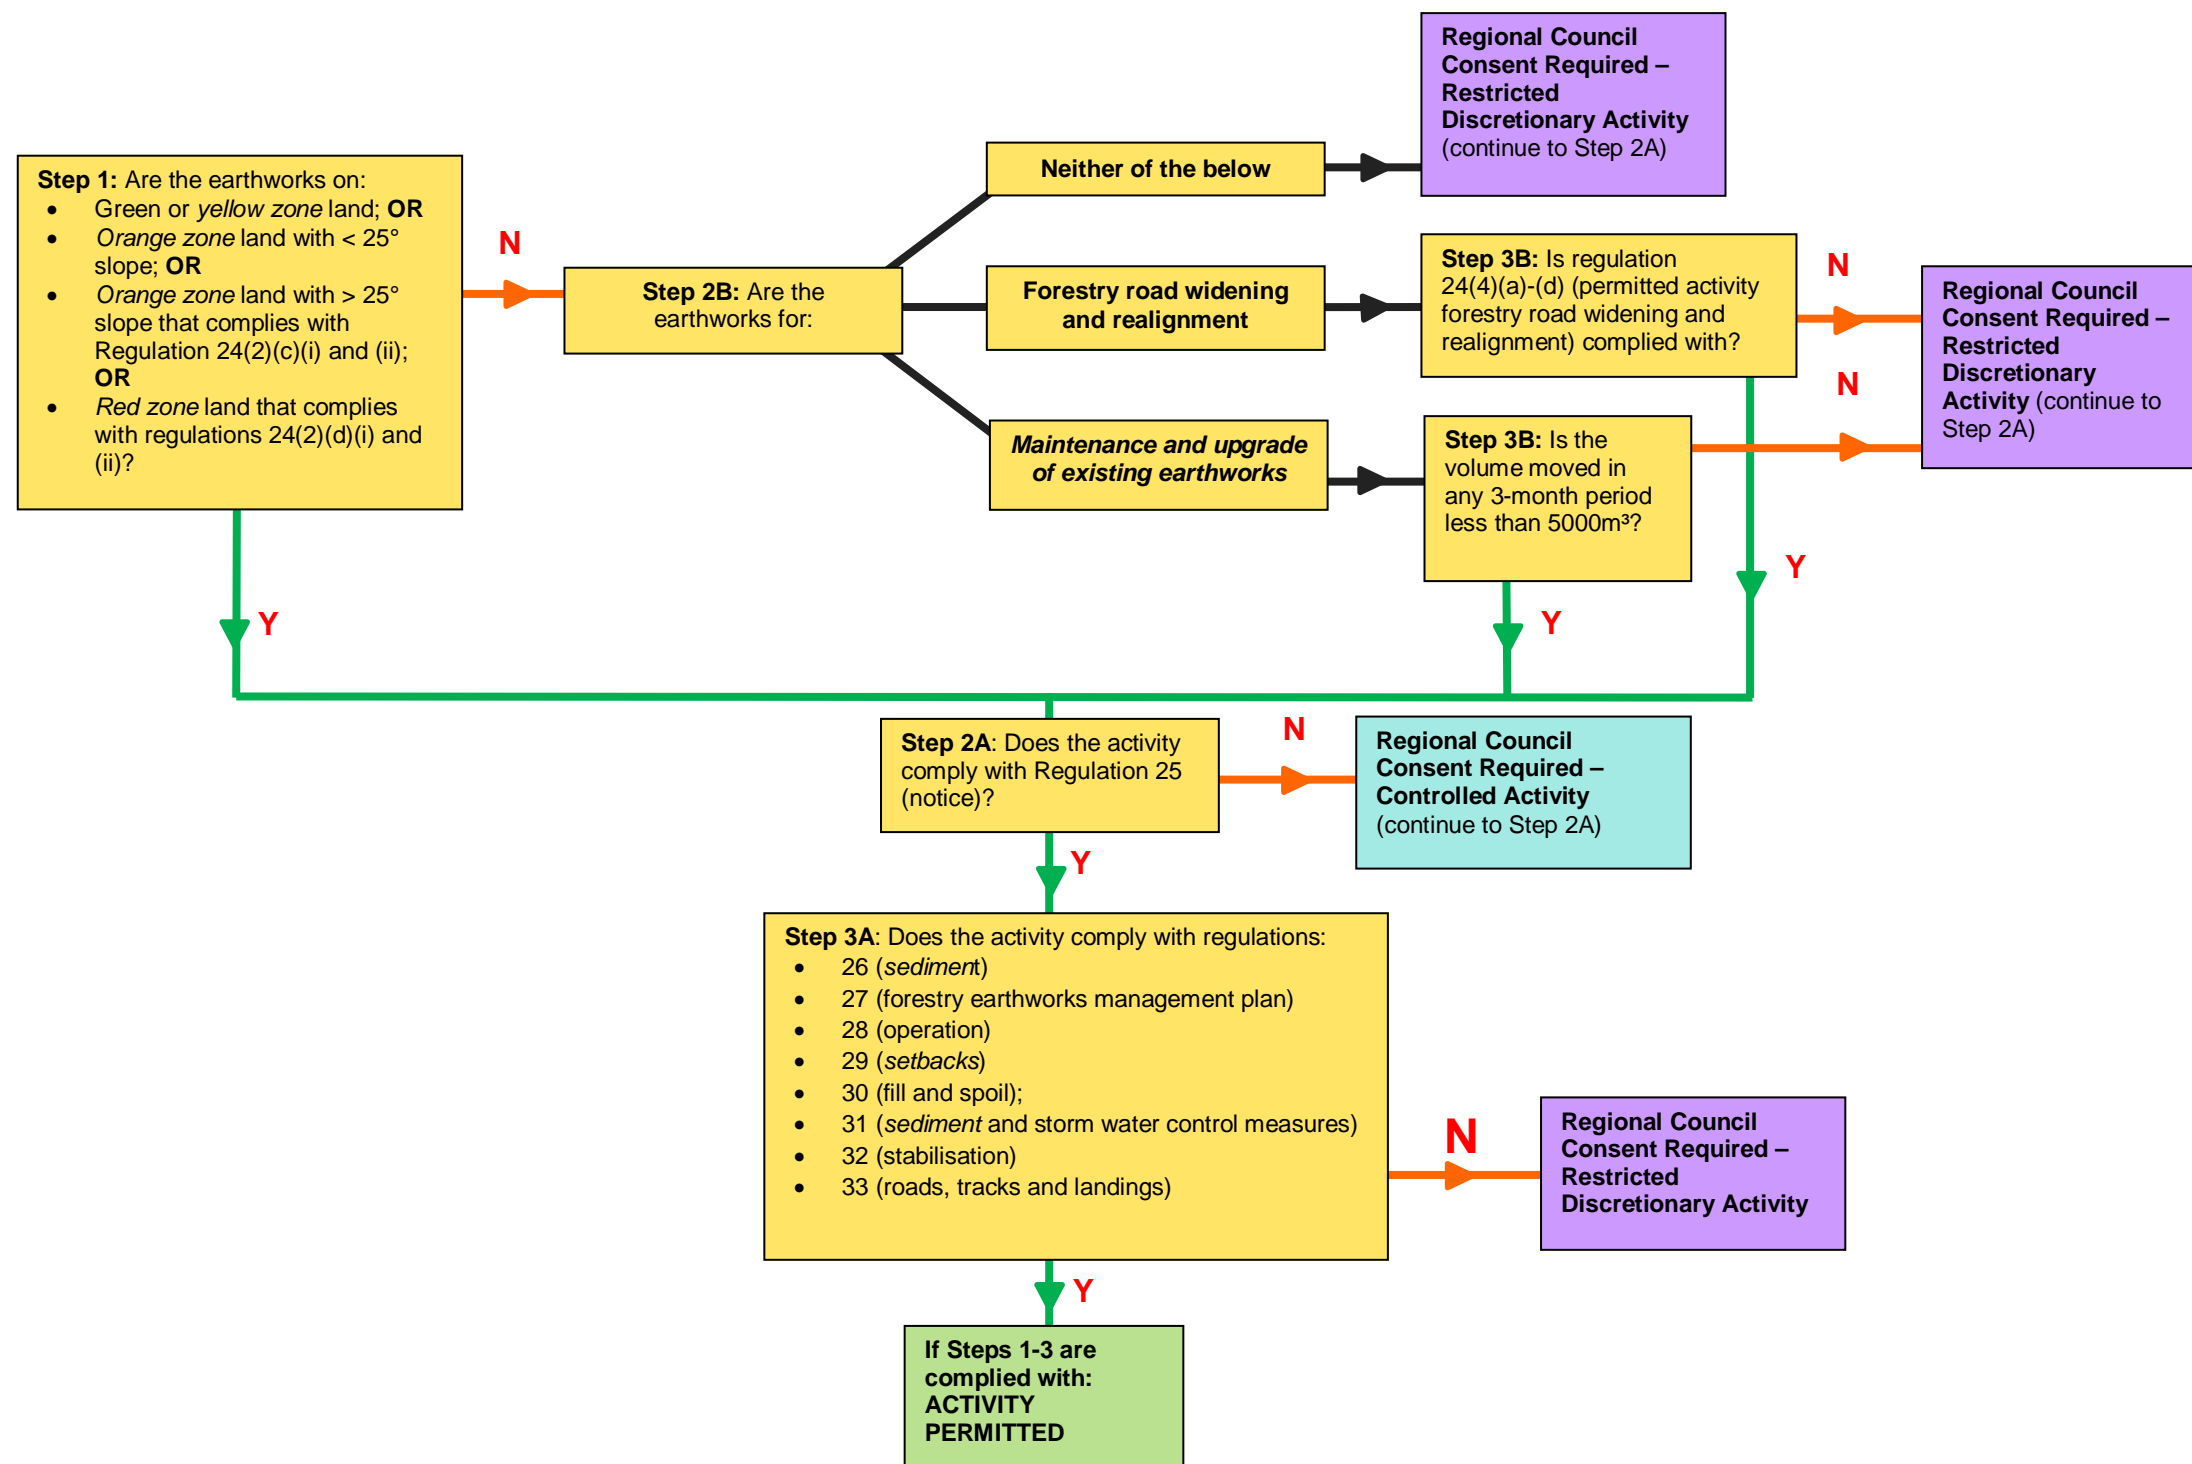 Regional Council
Consent Required –
Restricted
Discretionary Activity
(continue to Step 2A)
Neither of the below
Step 1: Are the earthworks on:
• Green or yellow zone land; OR
• Orange zone land with < 25°
slope; OR
• Orange zone land with > 25°
slope that complies with
Regulation 24(2)(c)(i) and (ii);
OR
• Red zone land that complies
with regulations 24(2)(d)(i) and
(ii)?
N
Step 2B: Are the
earthworks for:
Forestry road widening
and realignment
Step 3B: Is regulation
24(4)(a)-(d) (permitted activity
forestry road widening and
realignment) complied with?
N
Regional Council
Consent Required –
Restricted
Discretionary
Activity (continue to
Step 2A)
N
Maintenance and upgrade
of existing earthworks
Step 3B: Is the
volume moved in
any 3-month period
less than 5000m³?
Y
Y
Y
Step 2A: Does the activity
comply with Regulation 25
(notice)?
N
Regional Council
Consent Required –
Controlled Activity
(continue to Step 2A)
Y
Step 3A: Does the activity comply with regulations:
• 26 (sediment)
• 27 (forestry earthworks management plan)
• 28 (operation)
• 29 (setbacks)
• 30 (fill and spoil);
• 31 (sediment and storm water control measures)
• 32 (stabilisation)
• 33 (roads, tracks and landings)
N
Regional Council
Consent Required –
Restricted
Discretionary Activity
Y
If Steps 1-3 are
complied with:
ACTIVITY
PERMITTED